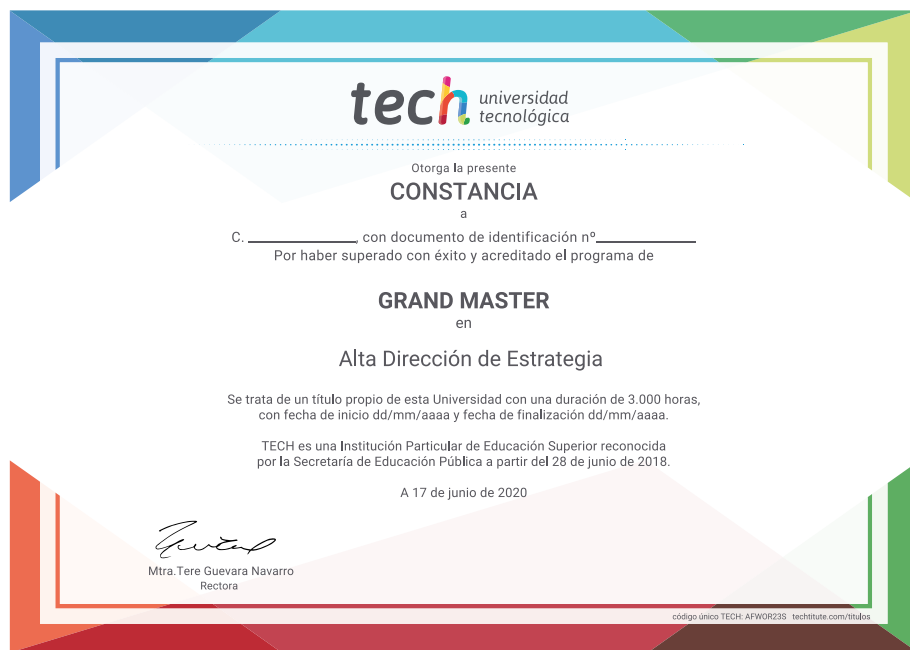 tech universidad
tecnológica
Otorga la presente
CONSTANCIA
a
C. ____________, con documento de identificación nº____________
Por haber superado con éxito y acreditado el programa de
GRAND MASTER
en
Alta Dirección de Estrategia
Se trata de un título propio de esta Universidad con una duración de 3.000 horas,
con fecha de inicio dd/mm/aaaa y fecha de finalización dd/mm/aaaa.
TECH es una Institución Particular de Educación Superior reconocida
por la Secretaría de Educación Pública a partir del 28 de junio de 2018.
A 17 de junio de 2020
Mtra.Tere Guevara Navarro
Rectora
código único TECH: AFWOR23S techtitute.com/titulos